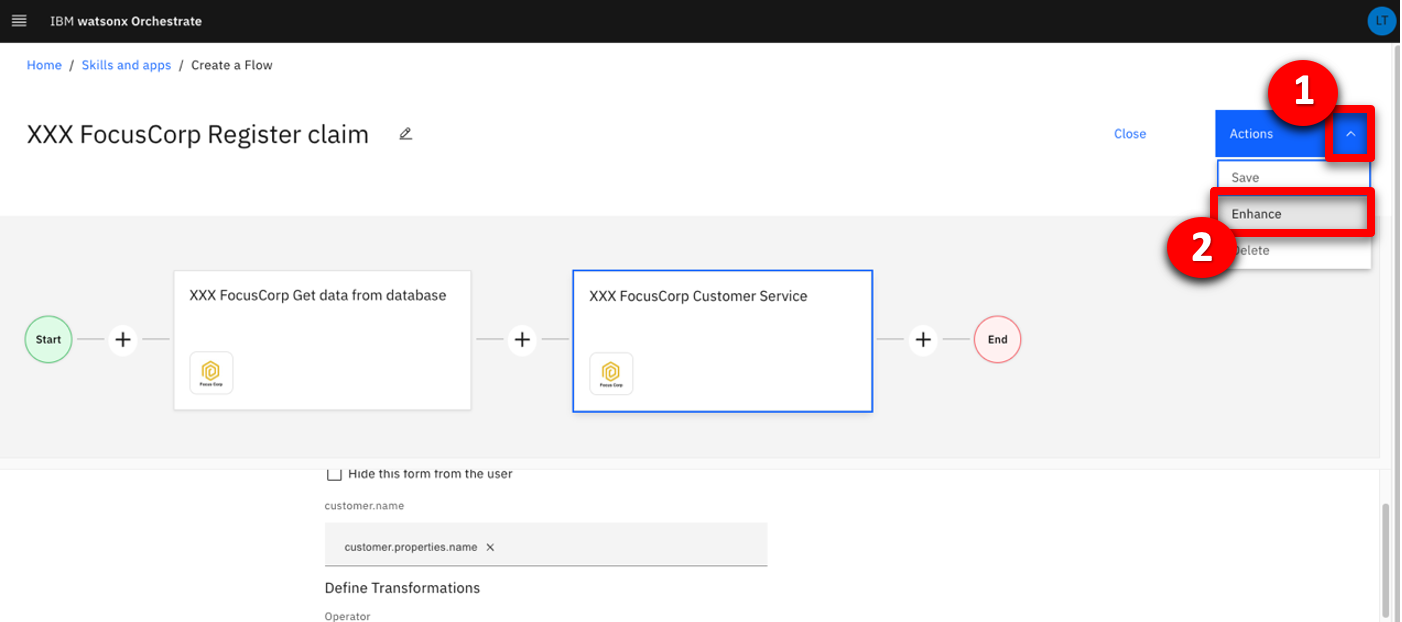 IBM watsonx Orchestrate
LT
Home / Skills and apps / Create a Flow
1
XXX FocusCorp Register claim
Close
Actions
Save
Enhance
2
Delete
XXX FocusCorp Get data from database
XXX FocusCorp Customer Service
Start
+
+
+
End
Focus Corp
Focus Corp
Hide this form from the user
customer.name
customer.properties.name ×
Define Transformations
Operator